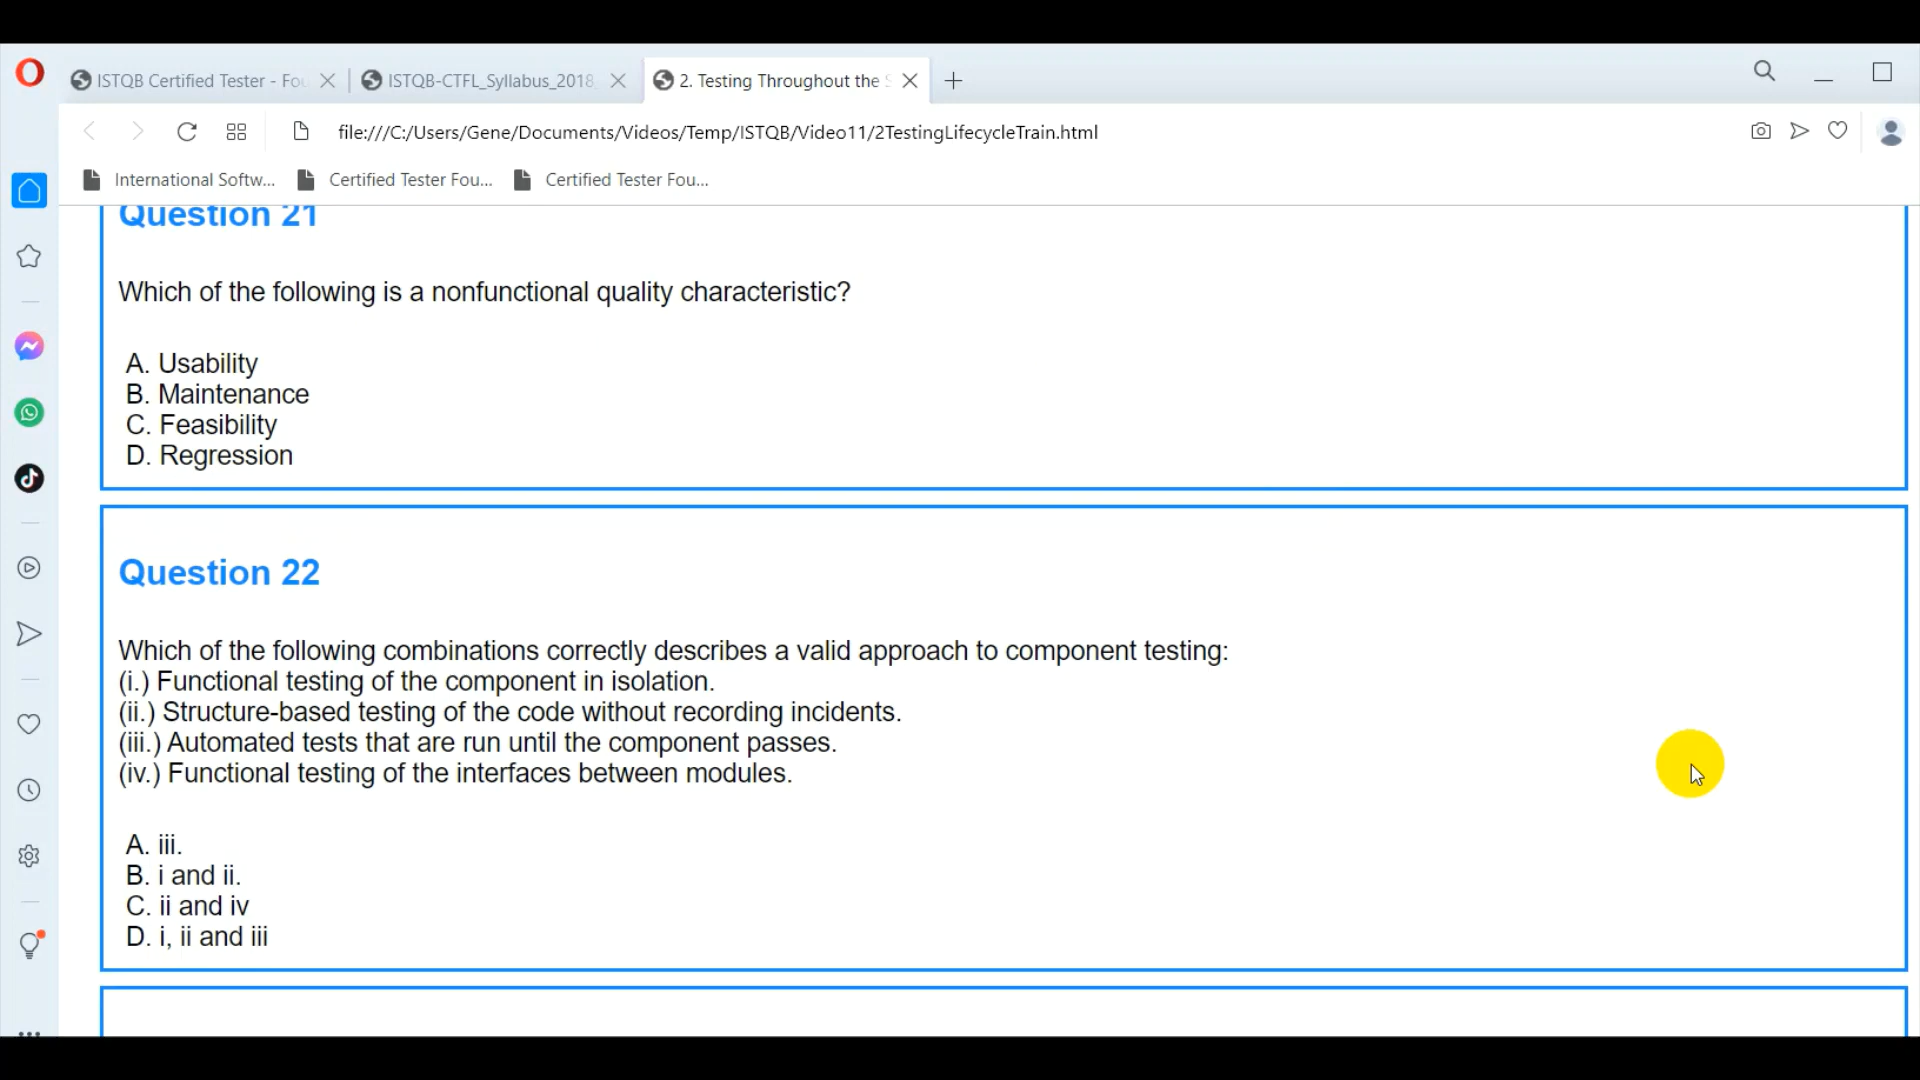 ISTQB Certified Tester - Fou
ISTQB-CTFL_Syllabus_2018
2. Testing Throughout the S
file:///C:/Users/Gene/Documents/Videos/Temp/ISTQB/Video11/2TestingLifecycleTrain.html
International Softw...
Certified Tester Fou...
Certified Tester Fou...
Question 21
Which of the following is a nonfunctional quality characteristic?
A. Usability
B. Maintenance
C. Feasibility
D. Regression
Question 22
Which of the following combinations correctly describes a valid approach to component testing:
(i.) Functional testing of the component in isolation.
(ii.) Structure-based testing of the code without recording incidents.
(iii.) Automated tests that are run until the component passes.
(iv.) Functional testing of the interfaces between modules.
A. iii.
B. i and ii.
C. ii and iv
D. i, ii and iii